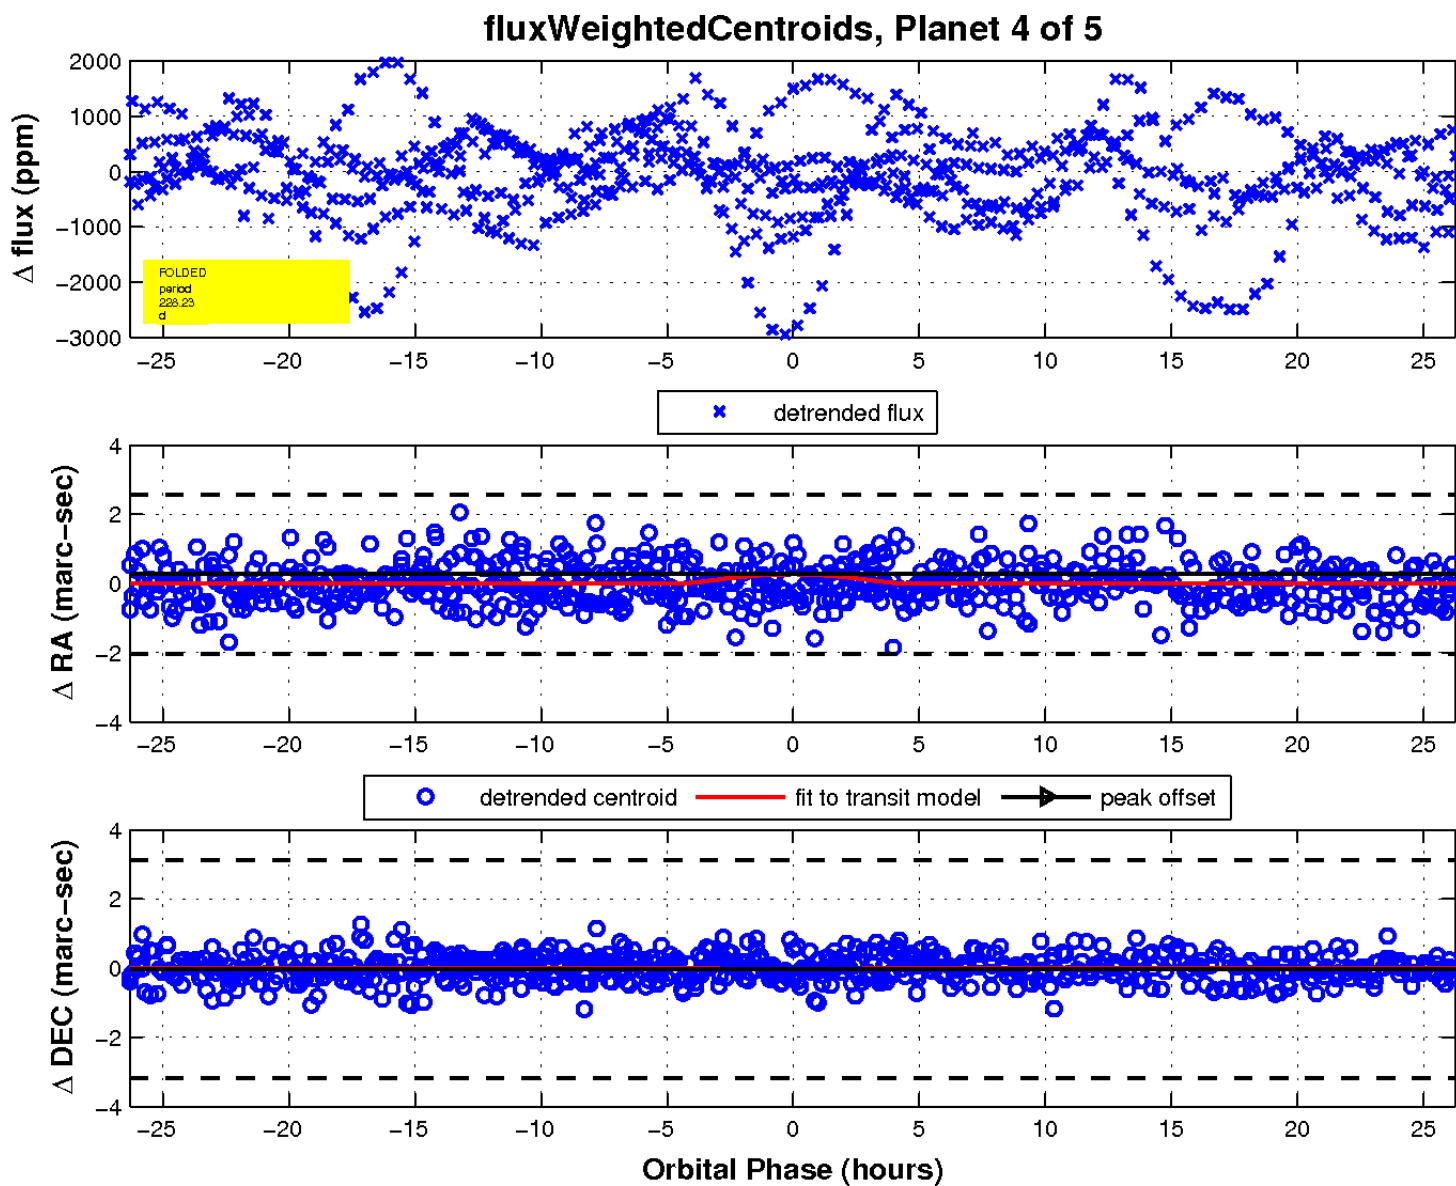 fluxWeightedCentroids, Planet 4 of 5
2000
1000
0
−1000
−2000
−3000
Δ flux (ppm)
FOLDED
period
228.23
d
−25 −20 −15 −10 −5 0 5 10 15 20 25
detrended flux
4
2
0
−2
−4
Δ RA (marc−sec)
−25 −20 −15 −10 −5 0 5 10 15 20 25
detrended centroid fit to transit model peak offset
4
2
0
−2
−4
Δ DEC (marc−sec)
−25 −20 −15 −10 −5 0 5 10 15 20 25
Orbital Phase (hours)